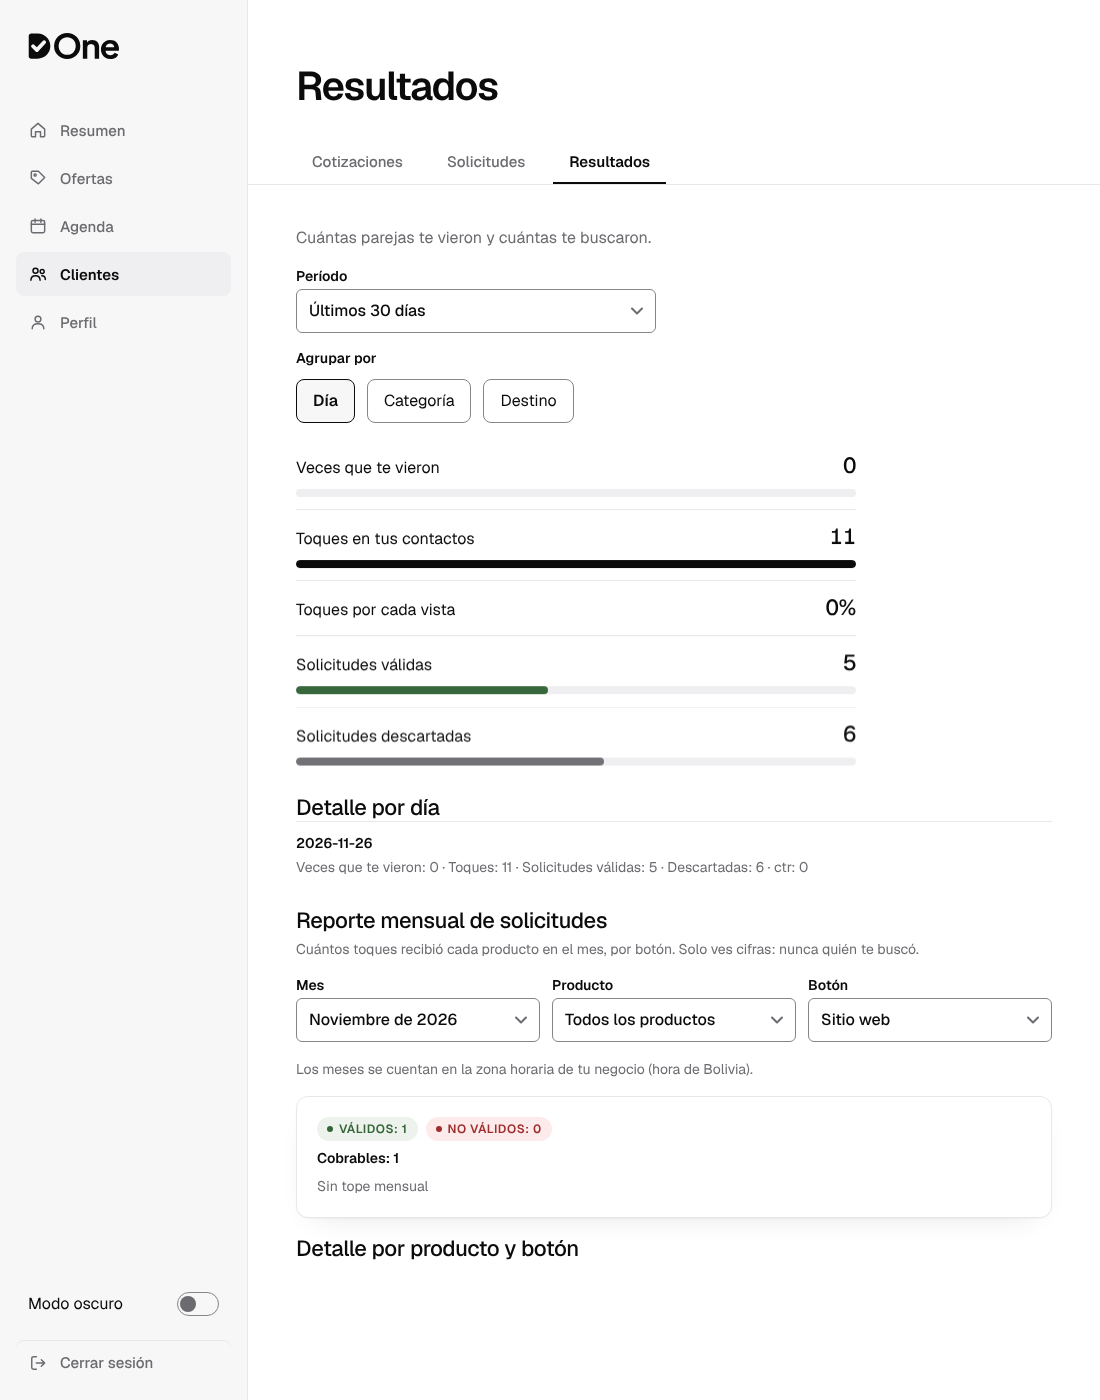 One
Resumen
Ofertas
Agenda
Clientes
Perfil
Modo oscuro
Cerrar sesión
Resultados
Cotizaciones
Solicitudes
Resultados
Cuántas parejas te vieron y cuántas te buscaron.
Período
Últimos 30 días
Agrupar por
Día
Categoría
Destino
Veces que te vieron 0
Toques en tus contactos 11
Toques por cada vista 0%
Solicitudes válidas 5
Solicitudes descartadas 6
Detalle por día
2026-11-26
Veces que te vieron: 0 · Toques: 11 · Solicitudes válidas: 5 · Descartadas: 6 · ctr: 0
Reporte mensual de solicitudes
Cuántos toques recibió cada producto en el mes, por botón. Solo ves cifras: nunca quién te buscó.
Mes
Noviembre de 2026
Producto
Todos los productos
Botón
Sitio web
Los meses se cuentan en la zona horaria de tu negocio (hora de Bolivia).
VÁLIDOS: 1
NO VÁLIDOS: 0
Cobrables: 1
Sin tope mensual
Detalle por producto y botón